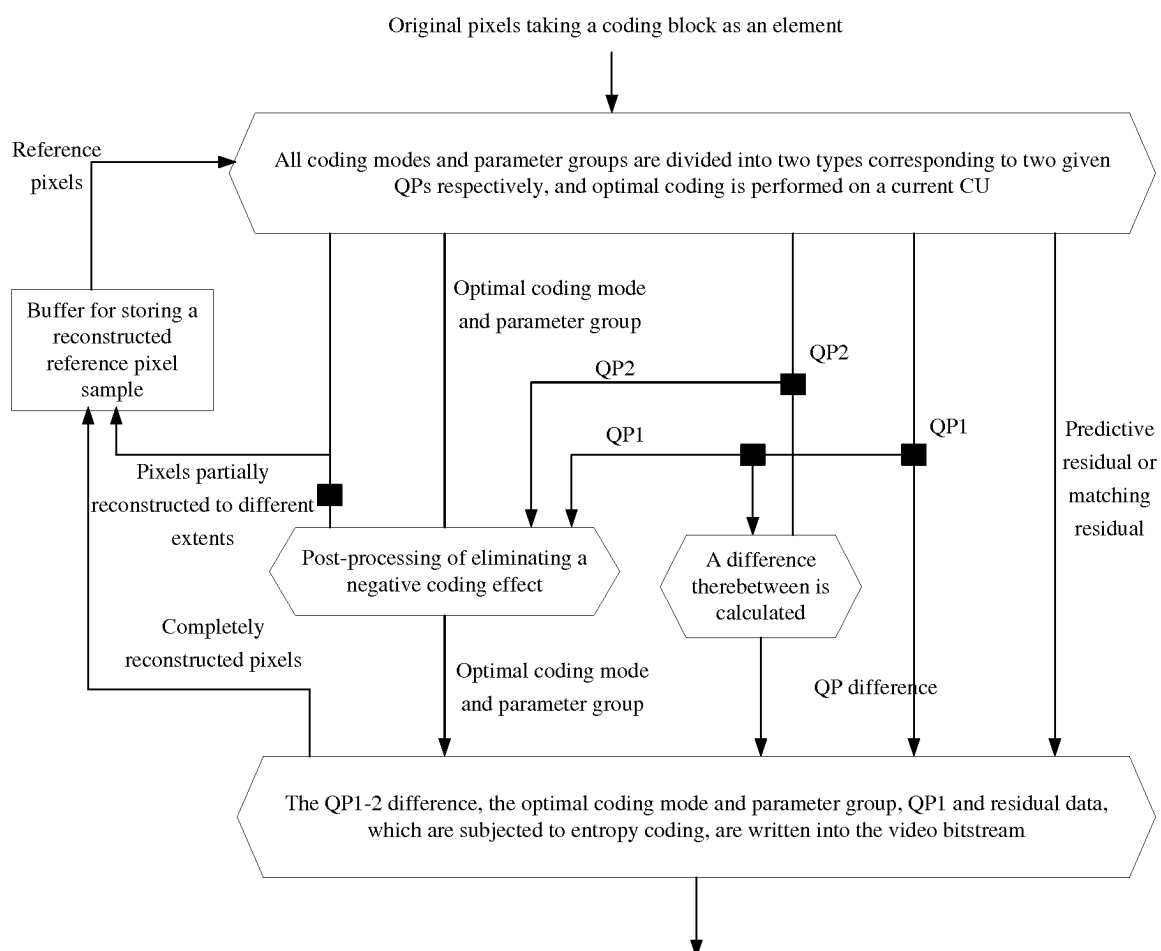 Original pixels taking a coding block as an element
Reference
pixels
All coding modes and parameter groups are divided into two types corresponding to two given
QPs respectively, and optimal coding is performed on a current CU
Buffer for storing a
reconstructed
reference pixel
sample
Optimal coding mode
and parameter group
QP2
QP2
QP1
QP1
Predictive
residual or
matching
residual
Pixels partially
reconstructed to different
extents
Post-processing of eliminating a
negative coding effect
A difference
therebetween is
calculated
Completely
reconstructed pixels
Optimal coding mode
and parameter group
QP difference
The QP1-2 difference, the optimal coding mode and parameter group, QP1 and residual data,
which are subjected to entropy coding, are written into the video bitstream